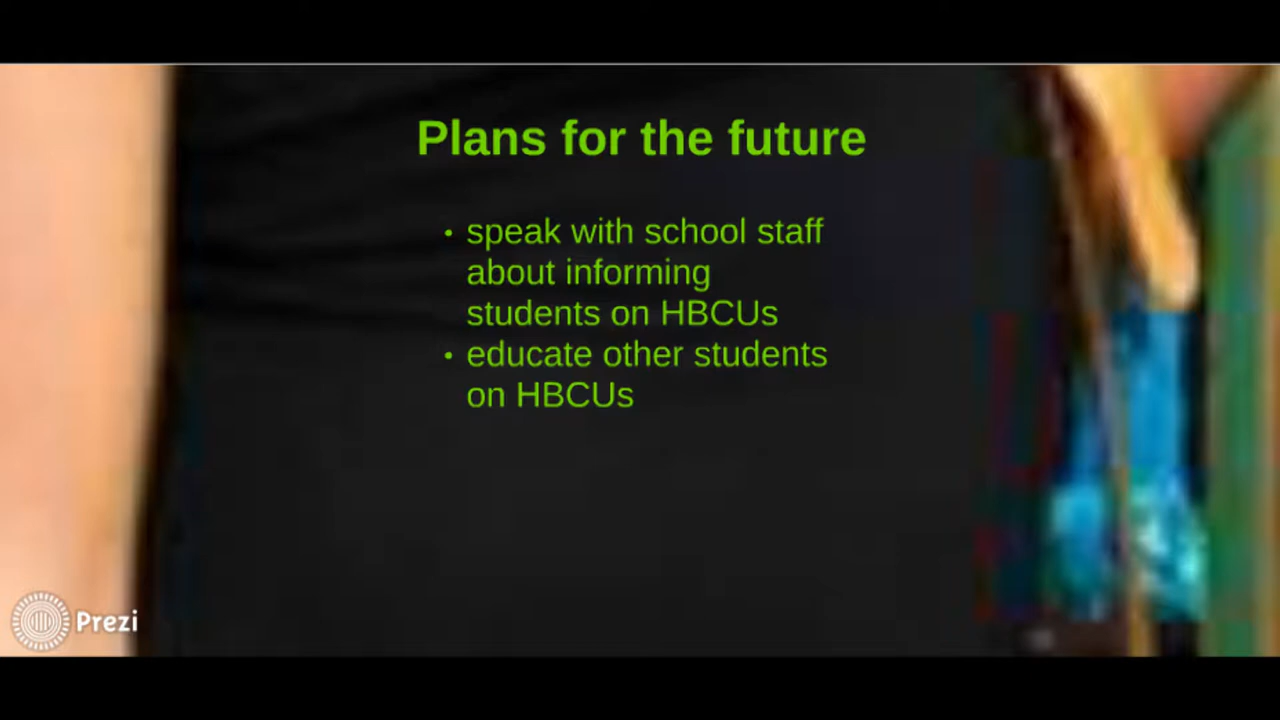 Plans for the future
• speak with school staff
about informing
students on HBCUs
• educate other students
on HBCUs
Prezi